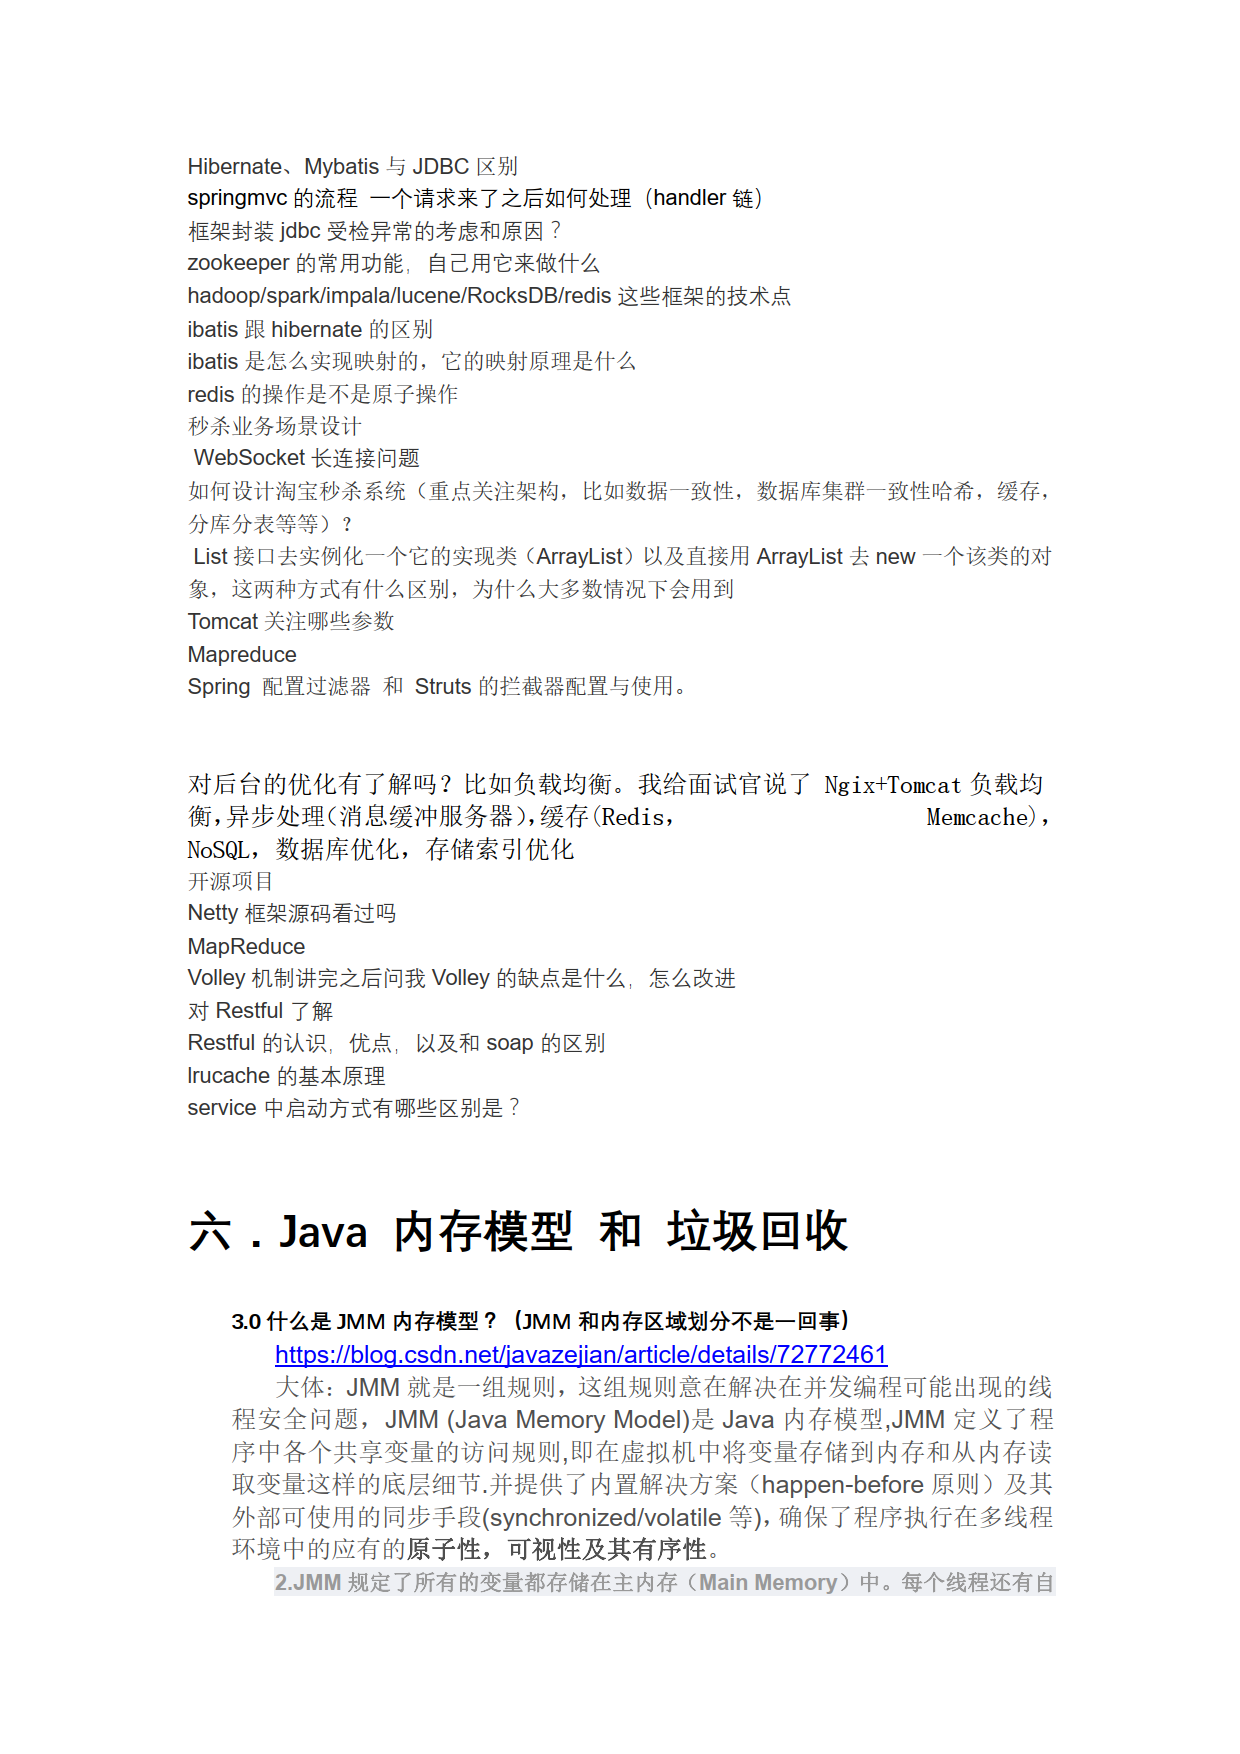 Hibernate、Mybatis 与 JDBC 区别
springmvc 的流程 一个请求来了之后如何处理（handler 链）
框架封装 jdbc 受检异常的考虑和原因？
zookeeper 的常用功能，自己用它来做什么
hadoop/spark/impala/lucene/RocksDB/redis 这些框架的技术点
ibatis 跟 hibernate 的区别
ibatis 是怎么实现映射的，它的映射原理是什么
redis 的操作是不是原子操作
秒杀业务场景设计
WebSocket 长连接问题
如何设计淘宝秒杀系统（重点关注架构，比如数据一致性，数据库集群一致性哈希，缓存，
分库分表等等）？
List 接口去实例化一个它的实现类（ArrayList）以及直接用 ArrayList 去 new 一个该类的对
象，这两种方式有什么区别，为什么大多数情况下会用到
Tomcat 关注哪些参数
Mapreduce
Spring 配置过滤器 和 Struts 的拦截器配置与使用。
对后台的优化有了解吗？比如负载均衡。我给面试官说了 Ngix+Tomcat 负载均
衡，异步处理（消息缓冲服务器），缓存(Redis， Memcache)，
NoSQL，数据库优化，存储索引优化
开源项目
Netty 框架源码看过吗
MapReduce
Volley 机制讲完之后问我 Volley 的缺点是什么，怎么改进
对 Restful 了解
Restful 的认识，优点，以及和 soap 的区别
lrucache 的基本原理
service 中启动方式有哪些区别是？
六．Java 内存模型 和 垃圾回收
3.0 什么是 JMM 内存模型？（JMM 和内存区域划分不是一回事）
https://blog.csdn.net/javazejian/article/details/72772461
大体：JMM 就是一组规则，这组规则意在解决在并发编程可能出现的线
程安全问题，JMM (Java Memory Model)是 Java 内存模型,JMM 定义了程
序中各个共享变量的访问规则,即在虚拟机中将变量存储到内存和从内存读
取变量这样的底层细节.并提供了内置解决方案（happen-before 原则）及其
外部可使用的同步手段(synchronized/volatile 等)，确保了程序执行在多线程
环境中的应有的原子性，可视性及其有序性。
2.JMM 规定了所有的变量都存储在主内存（Main Memory）中。每个线程还有自